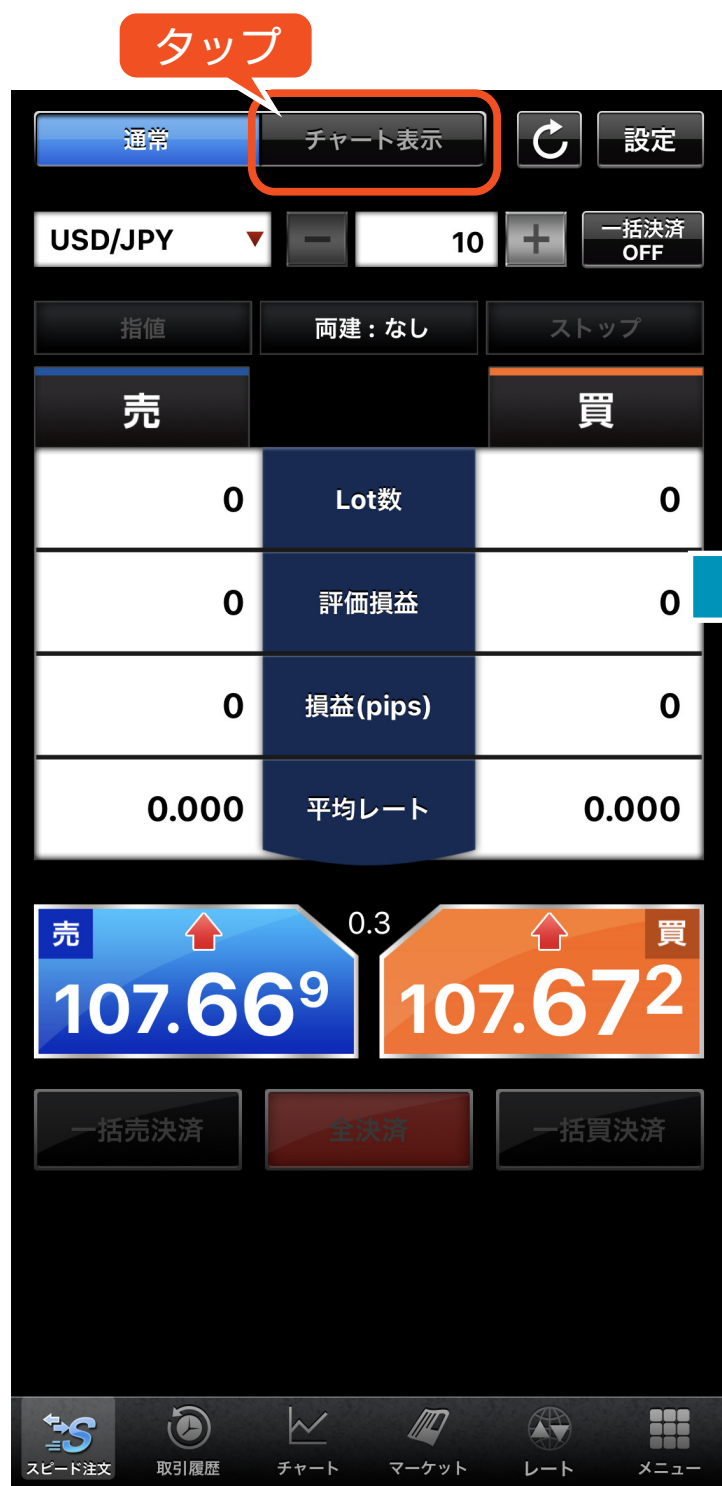 タップ
通常 チャート表示 設定
USD/JPY 10 一括決済
OFF
指値 両建:なし ストップ
売 買
0 Lot数 0
0 評価損益 0
0 損益(pips) 0
0.000 平均レート 0.000
売 0.3 買
107.669 107.672
一括売決済 全決済 一括買決済
スピード注文 取引履歴 チャート マーケット レート メニュー